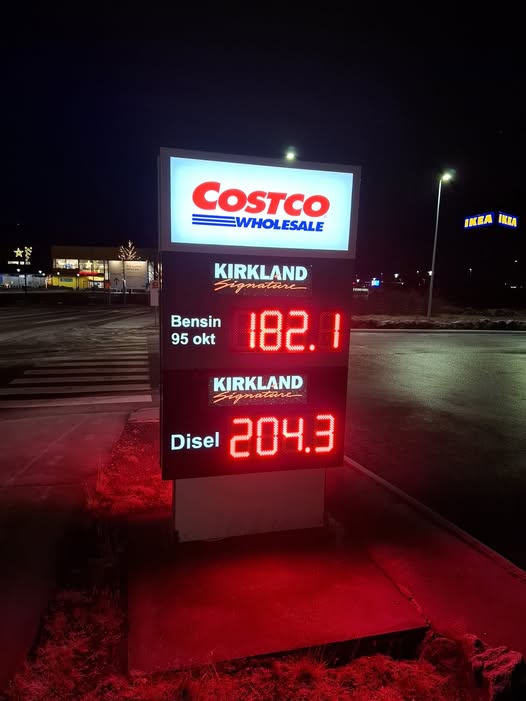 COSTCO
WHOLESALE
KIRKLAND
Signature
Bensin
95 okt
182.1
KIRKLAND
Signature
Disel
204.3
IKEA
IKEA